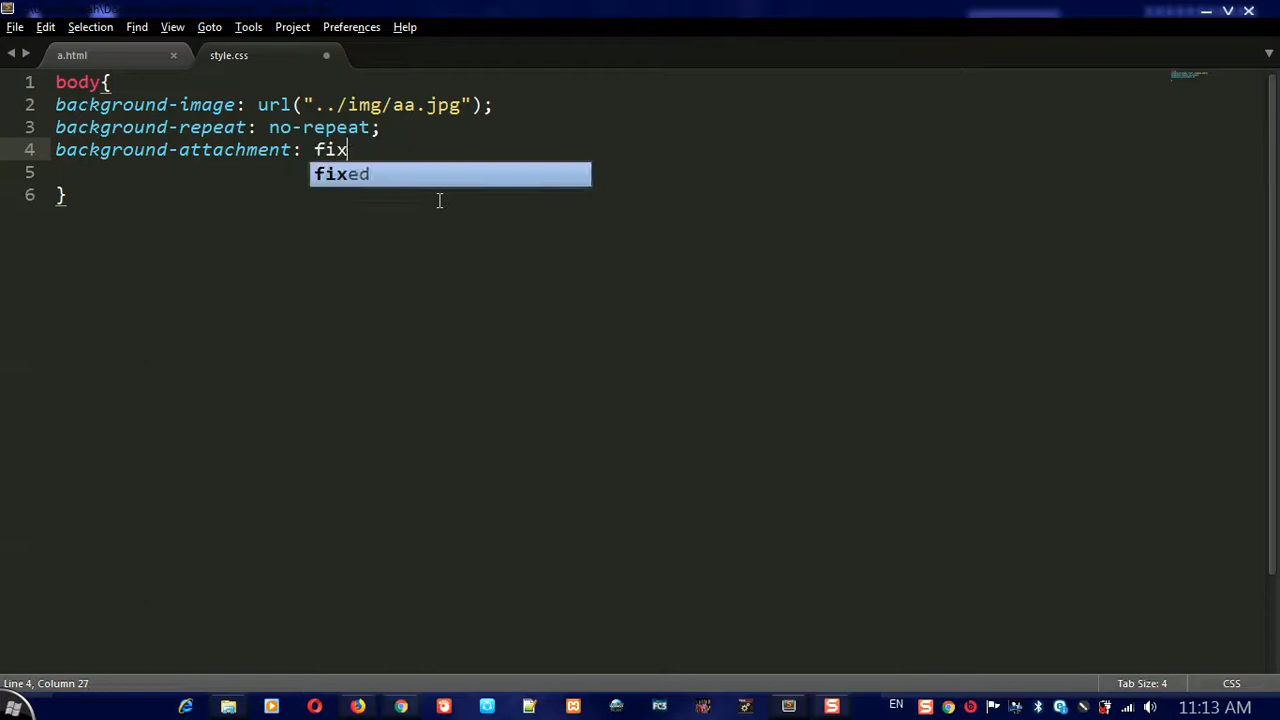 File Edit Selection Find View Goto Tools Project Preferences Help
a.html style.css
1 body{
2 background-image: url("../img/aa.jpg");
3 background-repeat: no-repeat;
4 background-attachment: fix
fixed
5
6 }
Line 4, Column 27 Tab Size: 4 CSS
EN 11:13 AM